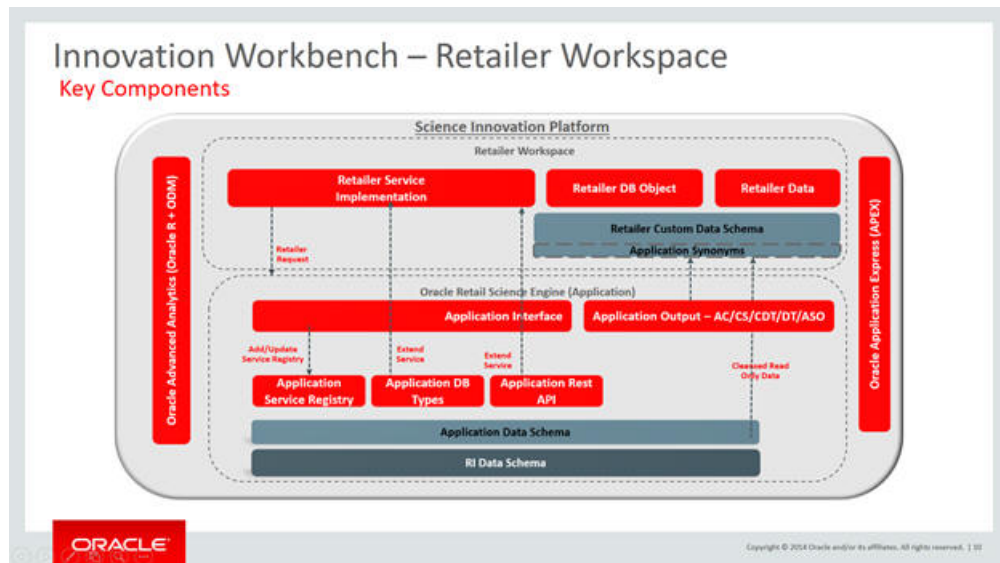 Innovation Workbench – Retailer Workspace
Key Components
Science Innovation Platform
Retailer Workspace
Oracle Advanced Analytics (Oracle R + ODM)
Retailer Service
Implementation
Retailer DB Object
Retailer Data
Retailer Custom Data Schema
Application Synonyms
Retailer
Request
Oracle Application Express (APEX)
Oracle Retail Science Engine (Application)
Application Interface
Application Output – AC/CS/CDT/DT/ASO
Add/Update
Service Registry
Extend
Service
Extend
Service
Cleansed Read
Only Data
Application
Service Registry
Application DB
Types
Application Rest
API
Application Data Schema
RI Data Schema
ORACLE
Copyright © 2014 Oracle and/or its affiliates. All rights reserved. | 10